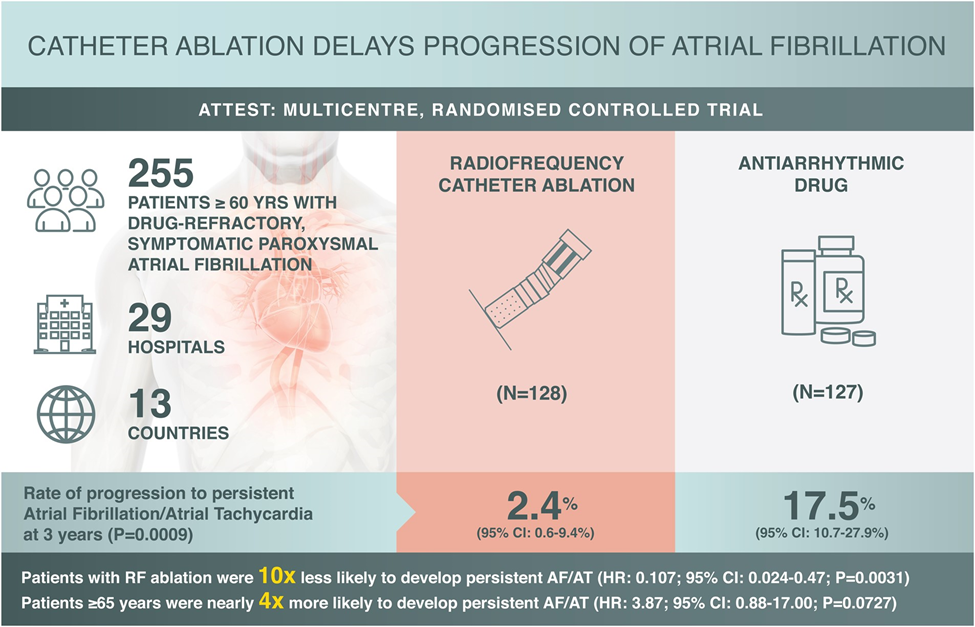 CATHETER ABLATION DELAYS PROGRESSION OF ATRIAL FIBRILLATION
ATTEST: MULTICENTRE, RANDOMISED CONTROLLED TRIAL
255
PATIENTS ≥ 60 YRS WITH
DRUG-REFRACTORY,
SYMPTOMATIC PAROXYSMAL
ATRIAL FIBRILLATION
29
HOSPITALS
13
COUNTRIES
RADIOFREQUENCY
CATHETER ABLATION
(N=128)
ANTIARRHYTHMIC
DRUG
Rx
Rx
(N=127)
Rate of progression to persistent
Atrial Fibrillation/Atrial Tachycardia
at 3 years (P=0.0009)
2.4%
(95% CI: 0.6-9.4%)
17.5%
(95% CI: 10.7-27.9%)
Patients with RF ablation were 10x less likely to develop persistent AF/AT (HR: 0.107; 95% CI: 0.024-0.47; P=0.0031)
Patients ≥65 years were nearly 4x more likely to develop persistent AF/AT (HR: 3.87; 95% CI: 0.88-17.00; P=0.0727)